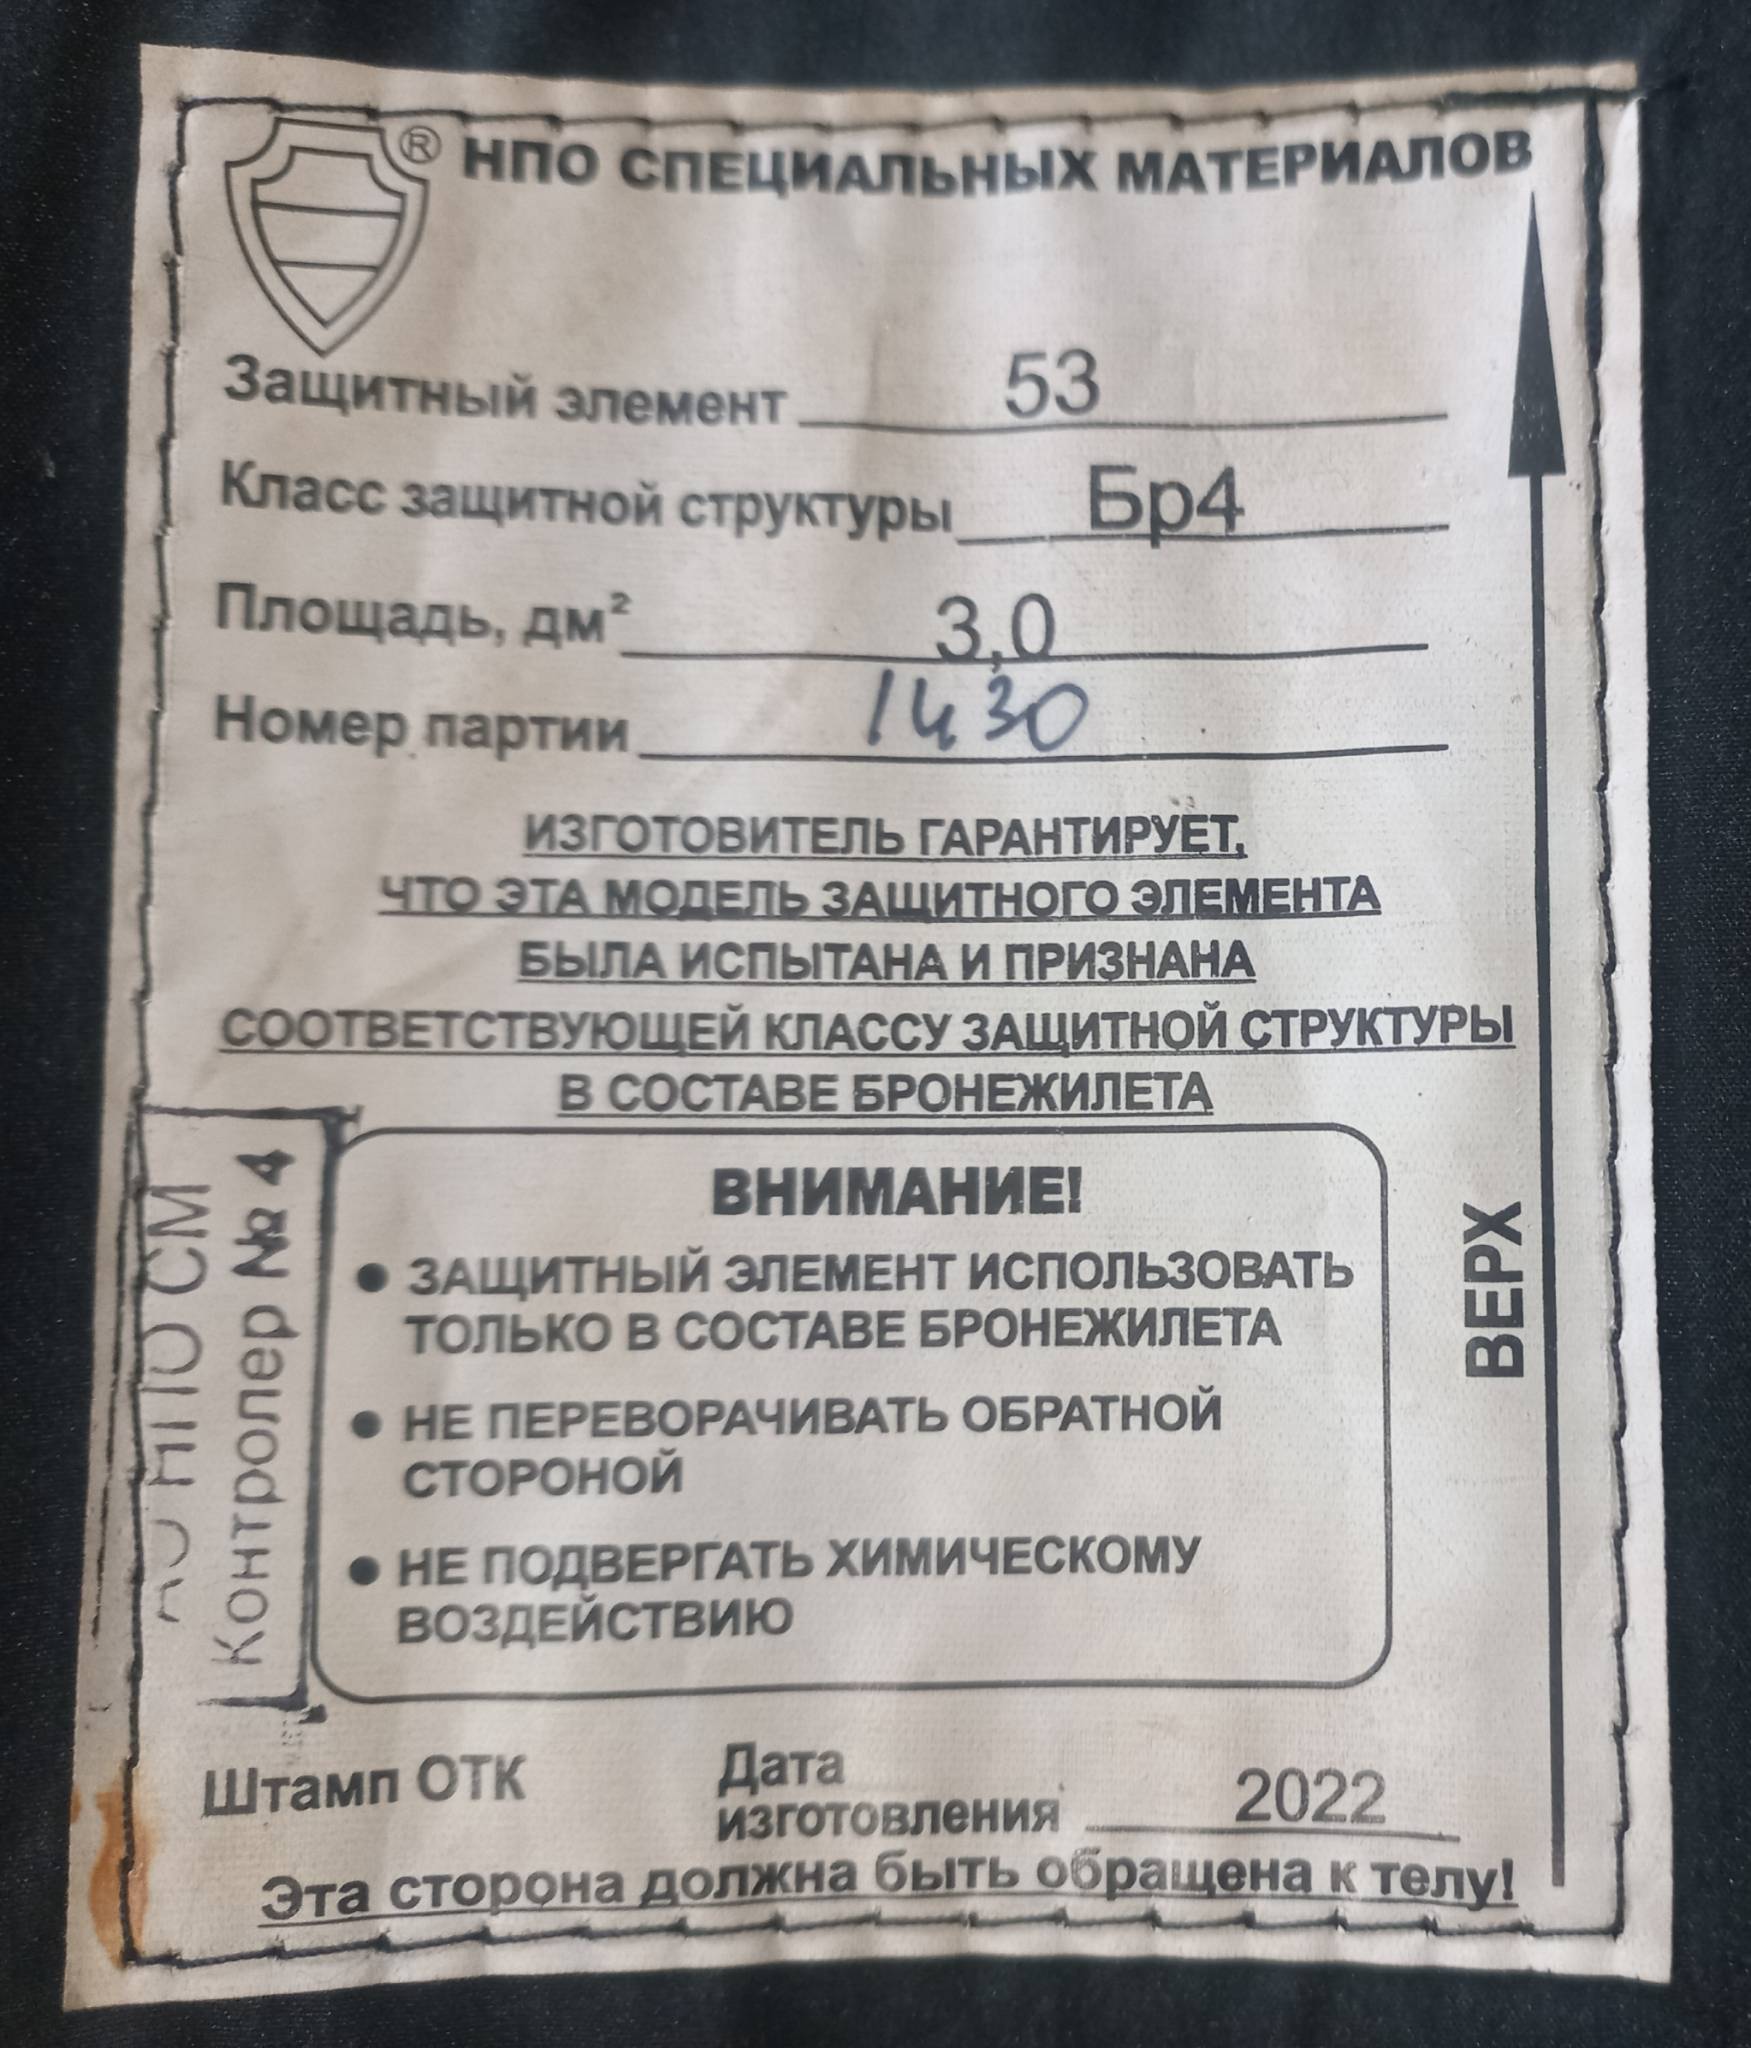 ® НПО СПЕЦИАЛЬНЫХ МАТЕРИАЛОВ
Защитный элемент 53
Класс защитной структуры Бр4
Площадь, дм² 3,0
Номер партии 1430
ИЗГОТОВИТЕЛЬ ГАРАНТИРУЕТ,
ЧТО ЭТА МОДЕЛЬ ЗАЩИТНОГО ЭЛЕМЕНТА
БЫЛА ИСПЫТАНА И ПРИЗНАНА
СООТВЕТСТВУЮЩЕЙ КЛАССУ ЗАЩИТНОЙ СТРУКТУРЫ
В СОСТАВЕ БРОНЕЖИЛЕТА
АО НПО СМ
Контролер № 4
ВНИМАНИЕ!
● ЗАЩИТНЫЙ ЭЛЕМЕНТ ИСПОЛЬЗОВАТЬ
ТОЛЬКО В СОСТАВЕ БРОНЕЖИЛЕТА
● НЕ ПЕРЕВОРАЧИВАТЬ ОБРАТНОЙ
СТОРОНОЙ
● НЕ ПОДВЕРГАТЬ ХИМИЧЕСКОМУ
ВОЗДЕЙСТВИЮ
ВЕРХ
Штамп ОТК
Дата
изготовления 2022
Эта сторона должна быть обращена к телу!